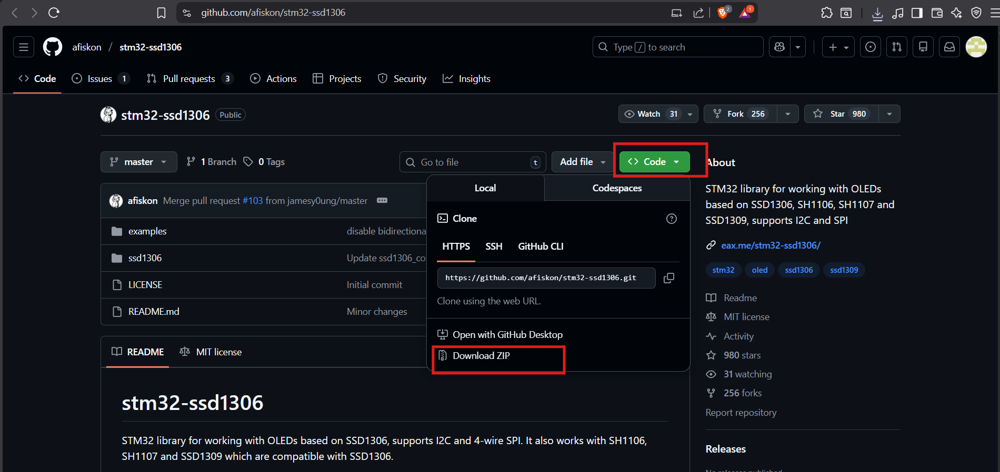 github.com/afiskon/stm32-ssd1306
2
1
afiskon / stm32-ssd1306
Type / to search
Code
Issues 1
Pull requests 3
Actions
Projects
Security
Insights
stm32-ssd1306 Public
Watch 31
Fork 256
Star 980
master
1 Branch
0 Tags
Go to file t
Add file
Code
About
Local
Codespaces
afiskon Merge pull request #103 from jamesy0ung/master
examples disable bidirectiona
ssd1306 Update ssd1306_co
LICENSE Initial commit
README.md Minor changes
Clone
HTTPS SSH GitHub CLI
https://github.com/afiskon/stm32-ssd1306.git
Clone using the web URL.
Open with GitHub Desktop
Download ZIP
STM32 library for working with OLEDs
based on SSD1306, SH1106, SH1107 and
SSD1309, supports I2C and SPI
eax.me/stm32-ssd1306/
stm32 oled ssd1306 ssd1309
Readme
MIT license
Activity
980 stars
31 watching
256 forks
Report repository
README
MIT license
stm32-ssd1306
STM32 library for working with OLEDs based on SSD1306, supports I2C and 4-wire SPI. It also works with SH1106,
SH1107 and SSD1309 which are compatible with SSD1306.
Releases
No releases published